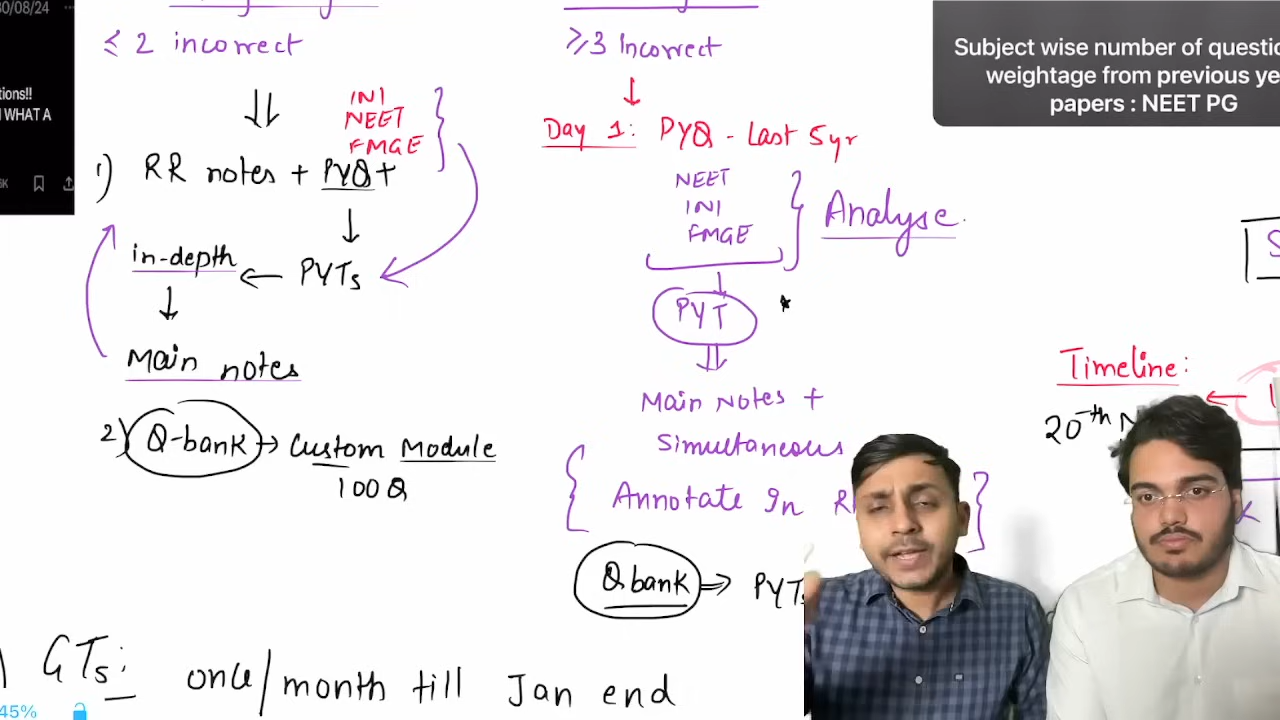 30/08/24
tions!!
WHAT A
≤ 2 incorrect
INI
NEET
FMGE
1) RR notes + PYQ +
in-depth ← PYTs
Main notes
2) Q-bank → Custom Module
100 Q
≥3 Incorrect
Day 1: PYQ - Last 5yr
NEET
INI
FMGE
Analyse.
PYT
Main Notes +
Simultaneous
Annotate In
Qbank ⇒ PYTs
GTs: once/month till Jan end
45%
Subject wise number of questio
weightage from previous ye
papers : NEET PG
Timeline:
20th